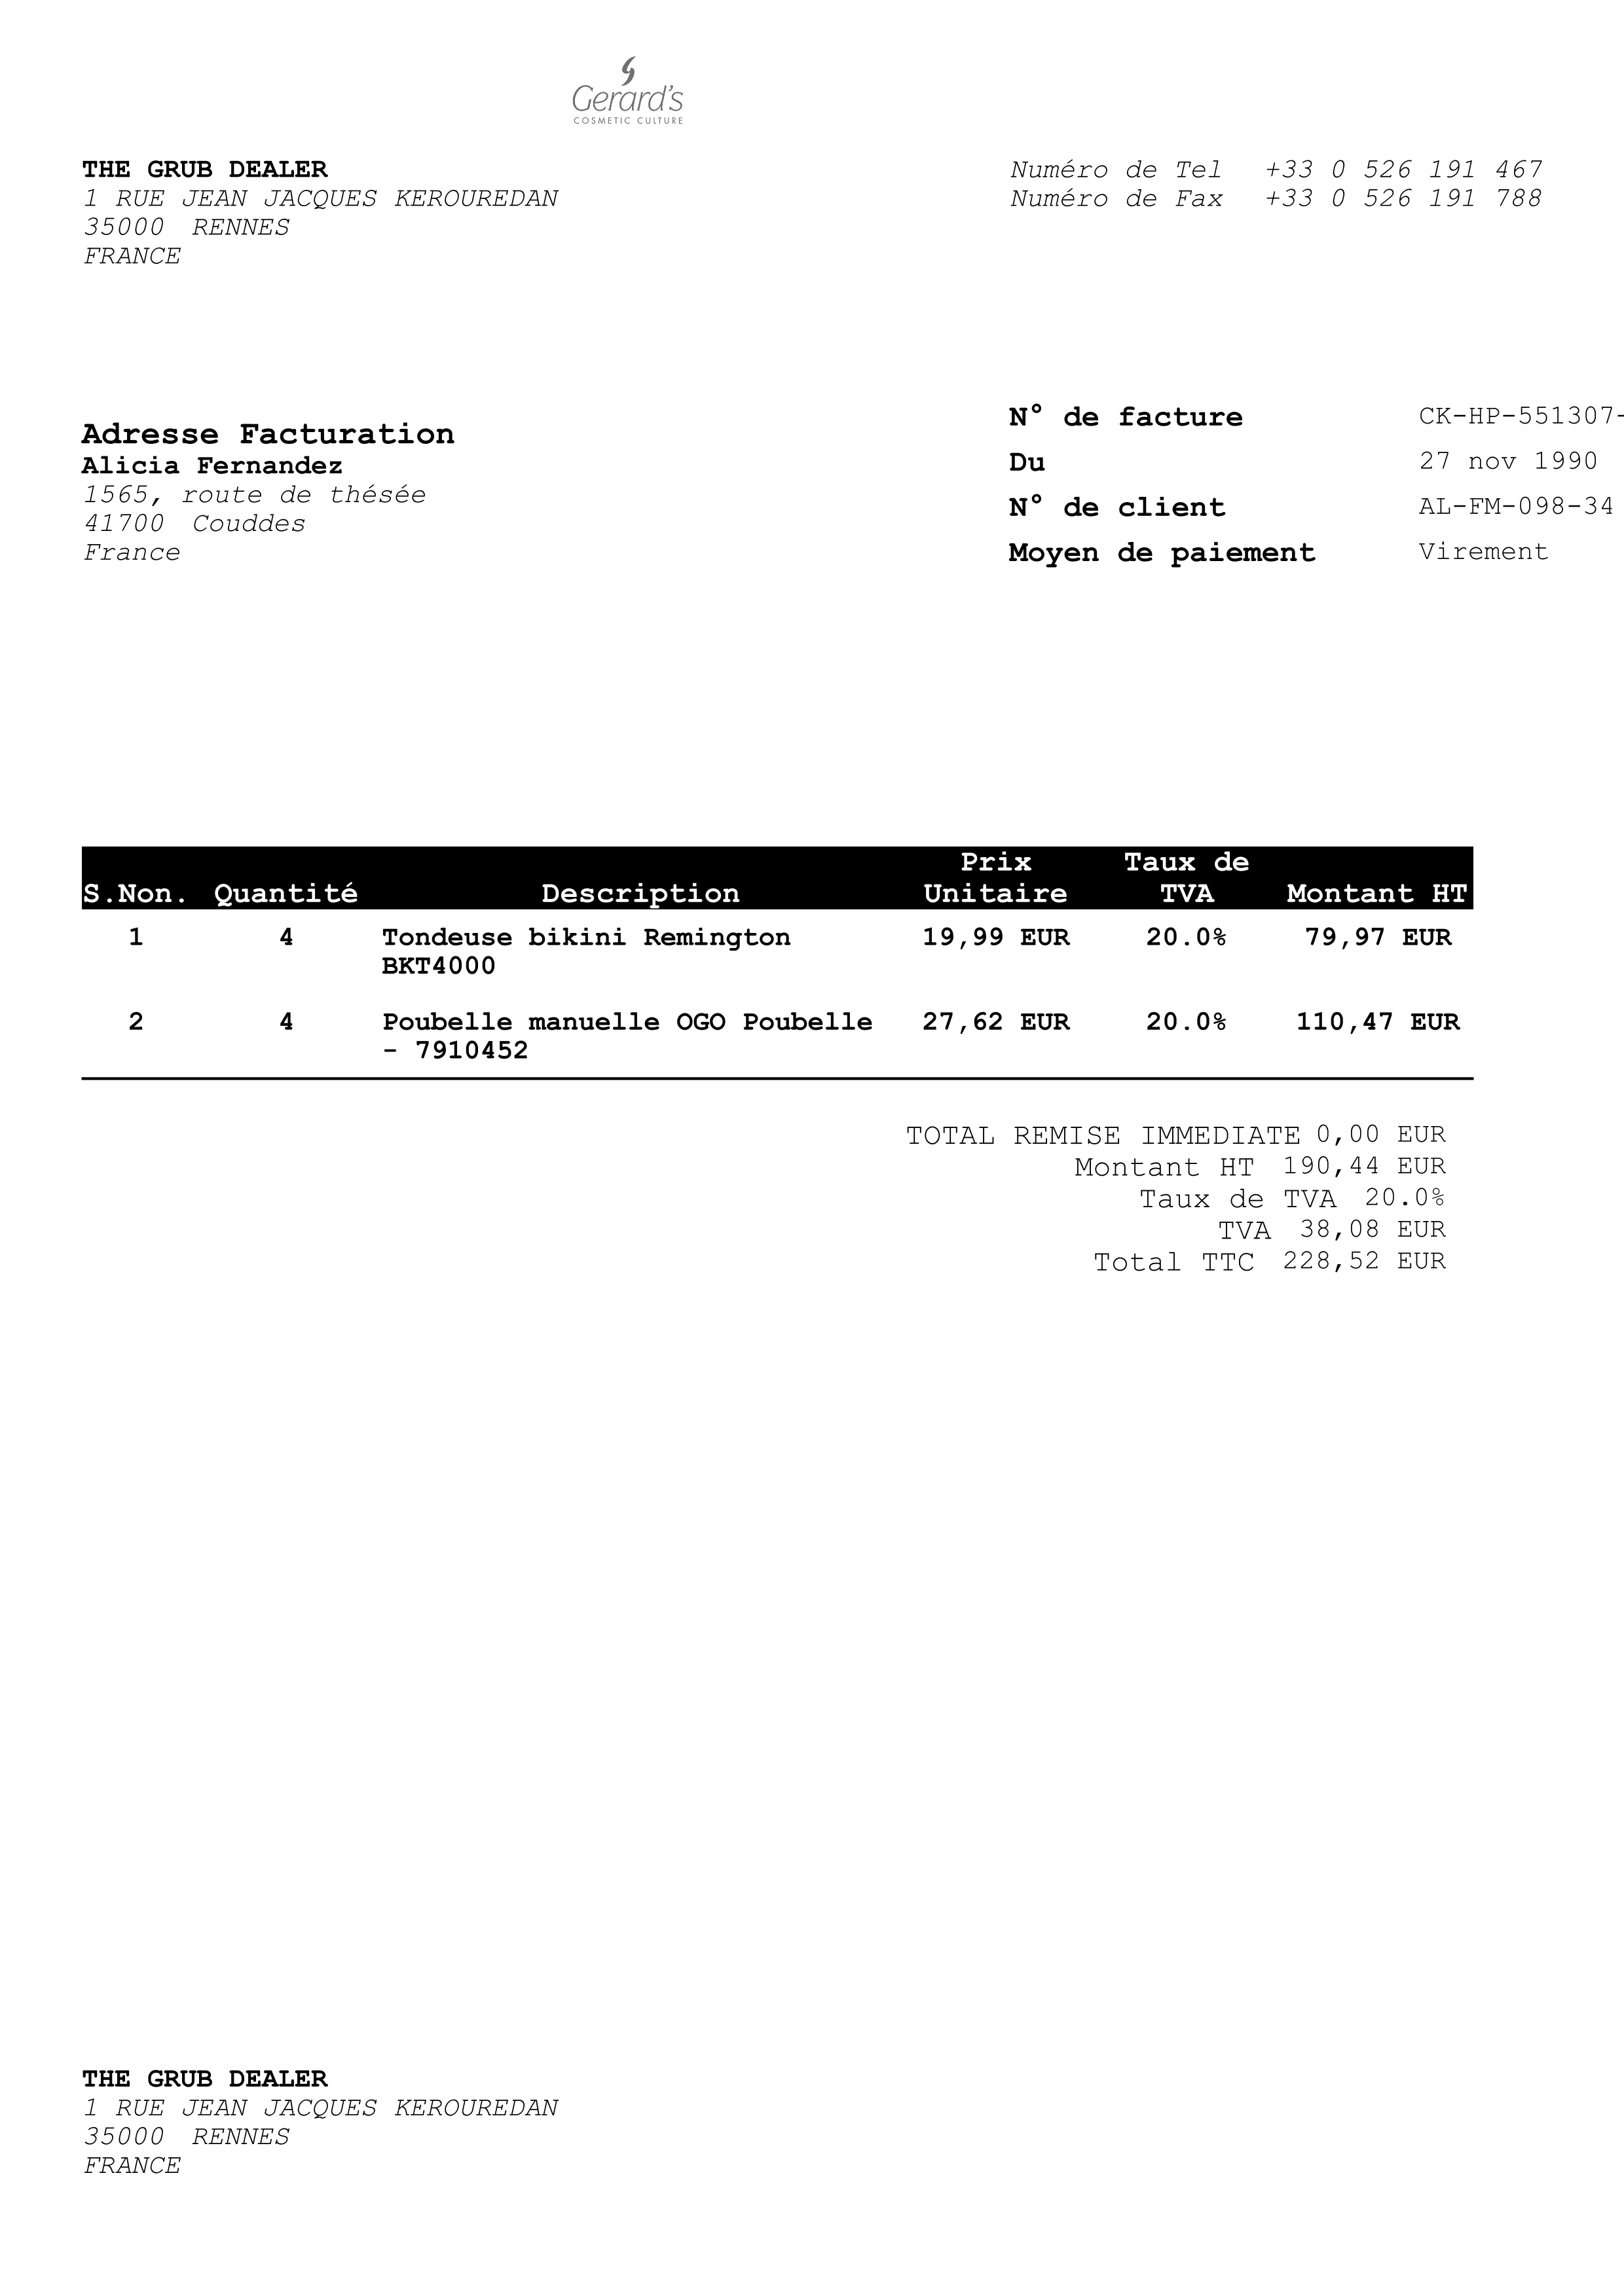 Gerard's
COSMETIC CULTURE
THE GRUB DEALER
1 RUE JEAN JACQUES KEROUREDAN
35000 RENNES
FRANCE
Numéro de Tel +33 0 526 191 467
Numéro de Fax +33 0 526 191 788
Adresse Facturation
Alicia Fernandez
1565, route de thésée
41700 Couddes
France
N° de facture CK-HP-551307-
Du 27 nov 1990
N° de client AL-FM-098-34
Moyen de paiement Virement
S.Non. Quantité Description Prix Unitaire Taux de TVA Montant HT
1 4 Tondeuse bikini Remington 19,99 EUR 20.0% 79,97 EUR
BKT4000
2 4 Poubelle manuelle OGO Poubelle 27,62 EUR 20.0% 110,47 EUR
- 7910452
TOTAL REMISE IMMEDIATE 0,00 EUR
Montant HT 190,44 EUR
Taux de TVA 20.0%
TVA 38,08 EUR
Total TTC 228,52 EUR
THE GRUB DEALER
1 RUE JEAN JACQUES KEROUREDAN
35000 RENNES
FRANCE